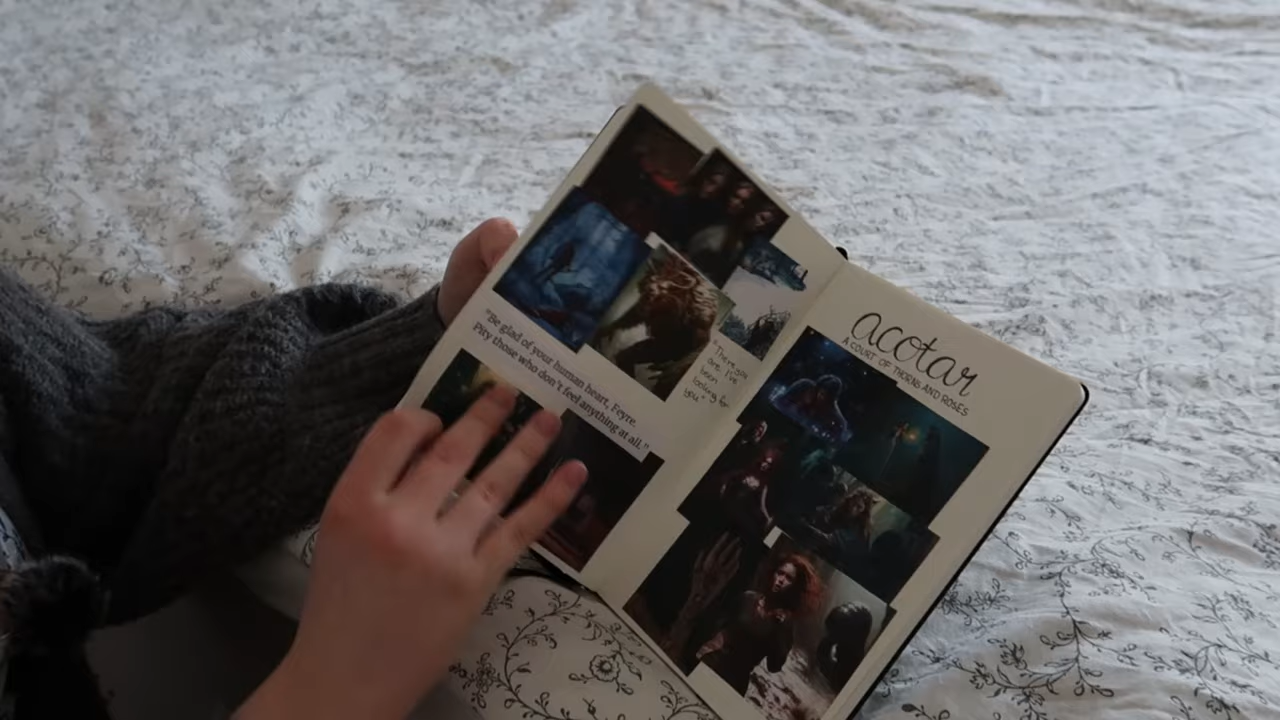 "Be glad of your human heart, Feyre.
Pity those who don't feel anything at all."
"There you
are. I've
been
looking for
you"
acotar
A COURT OF THORNS AND ROSES